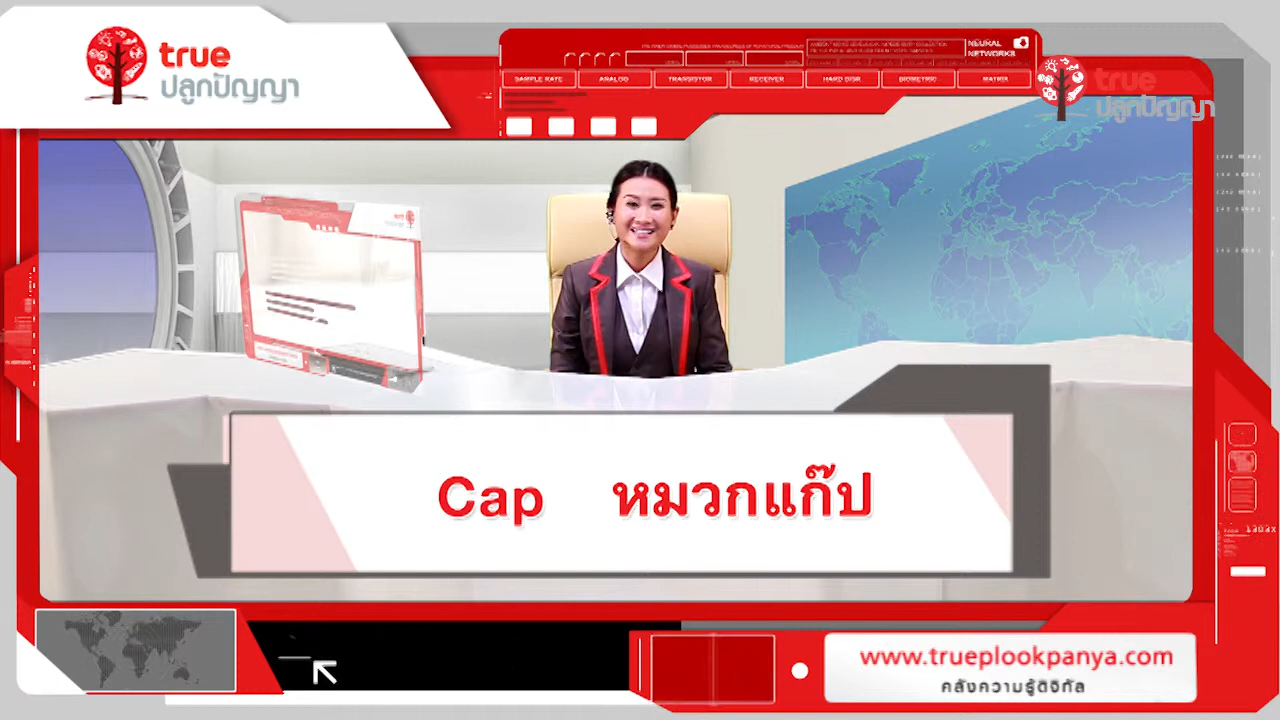 true
ปลูกปัญญา
NEURAL
NETWORKS
SAMPLE RATE
ANALOG
TRANSISTOR
RECEIVER
HARD DISK
BIOMETRIC
MATRIX
true
ปลูกปัญญา
Cap หมวกแก๊ป
www.trueplookpanya.com
คลังความรู้ดิจิทัล